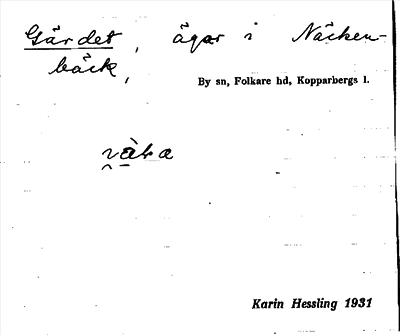 Gärdet, ägor i Näcken-
bäck,
By sn, Folkare hd, Kopparbergs l.
Karin Hessling 1931